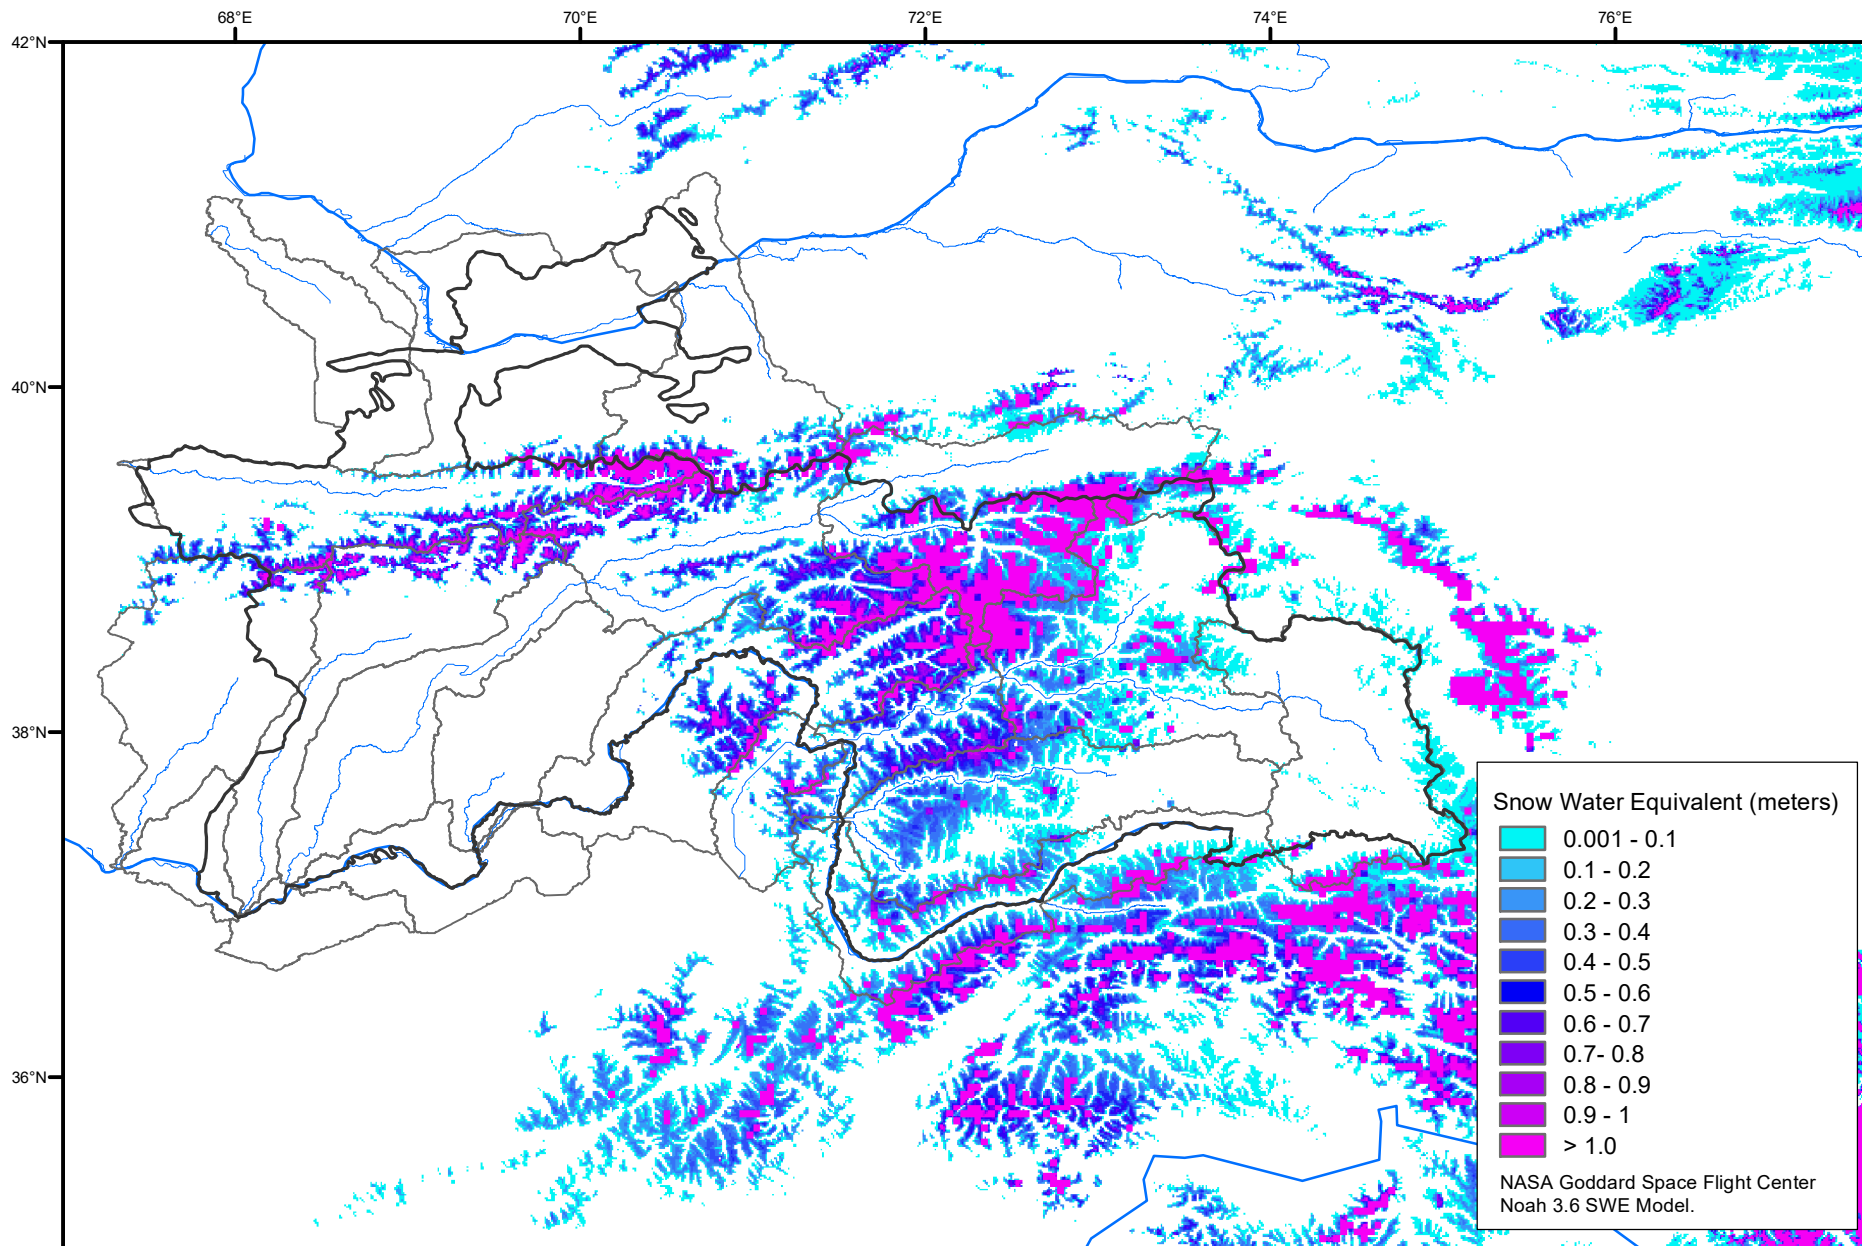 68°E 70°E 72°E 74°E 76°E
42°N
40°N
38°N
36°N
Snow Water Equivalent (meters)
0.001 - 0.1
0.1 - 0.2
0.2 - 0.3
0.3 - 0.4
0.4 - 0.5
0.5 - 0.6
0.6 - 0.7
0.7- 0.8
0.8 - 0.9
0.9 - 1
> 1.0
NASA Goddard Space Flight Center
Noah 3.6 SWE Model.